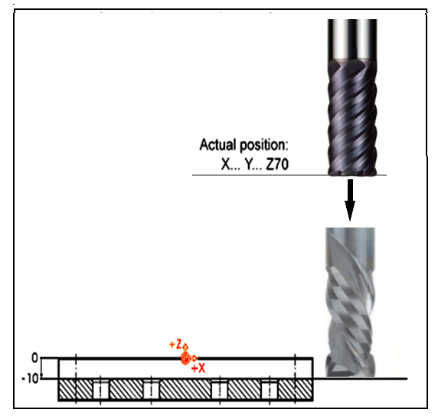 Actual position:
X... Y... Z70
+Z
+X
0
-10